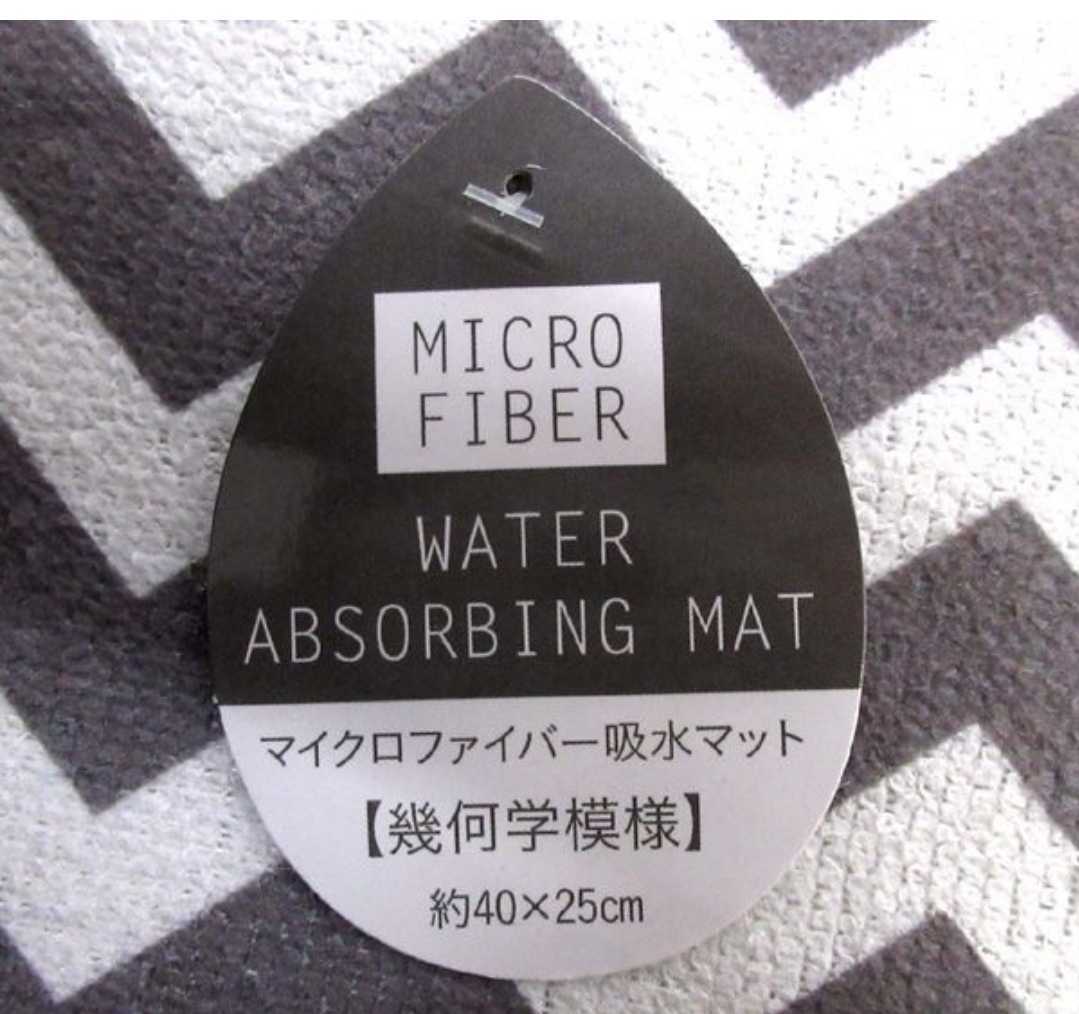 MICRO
FIBER
WATER
ABSORBING MAT
マイクロファイバー吸水マット
【幾何学模様】
約40×25cm